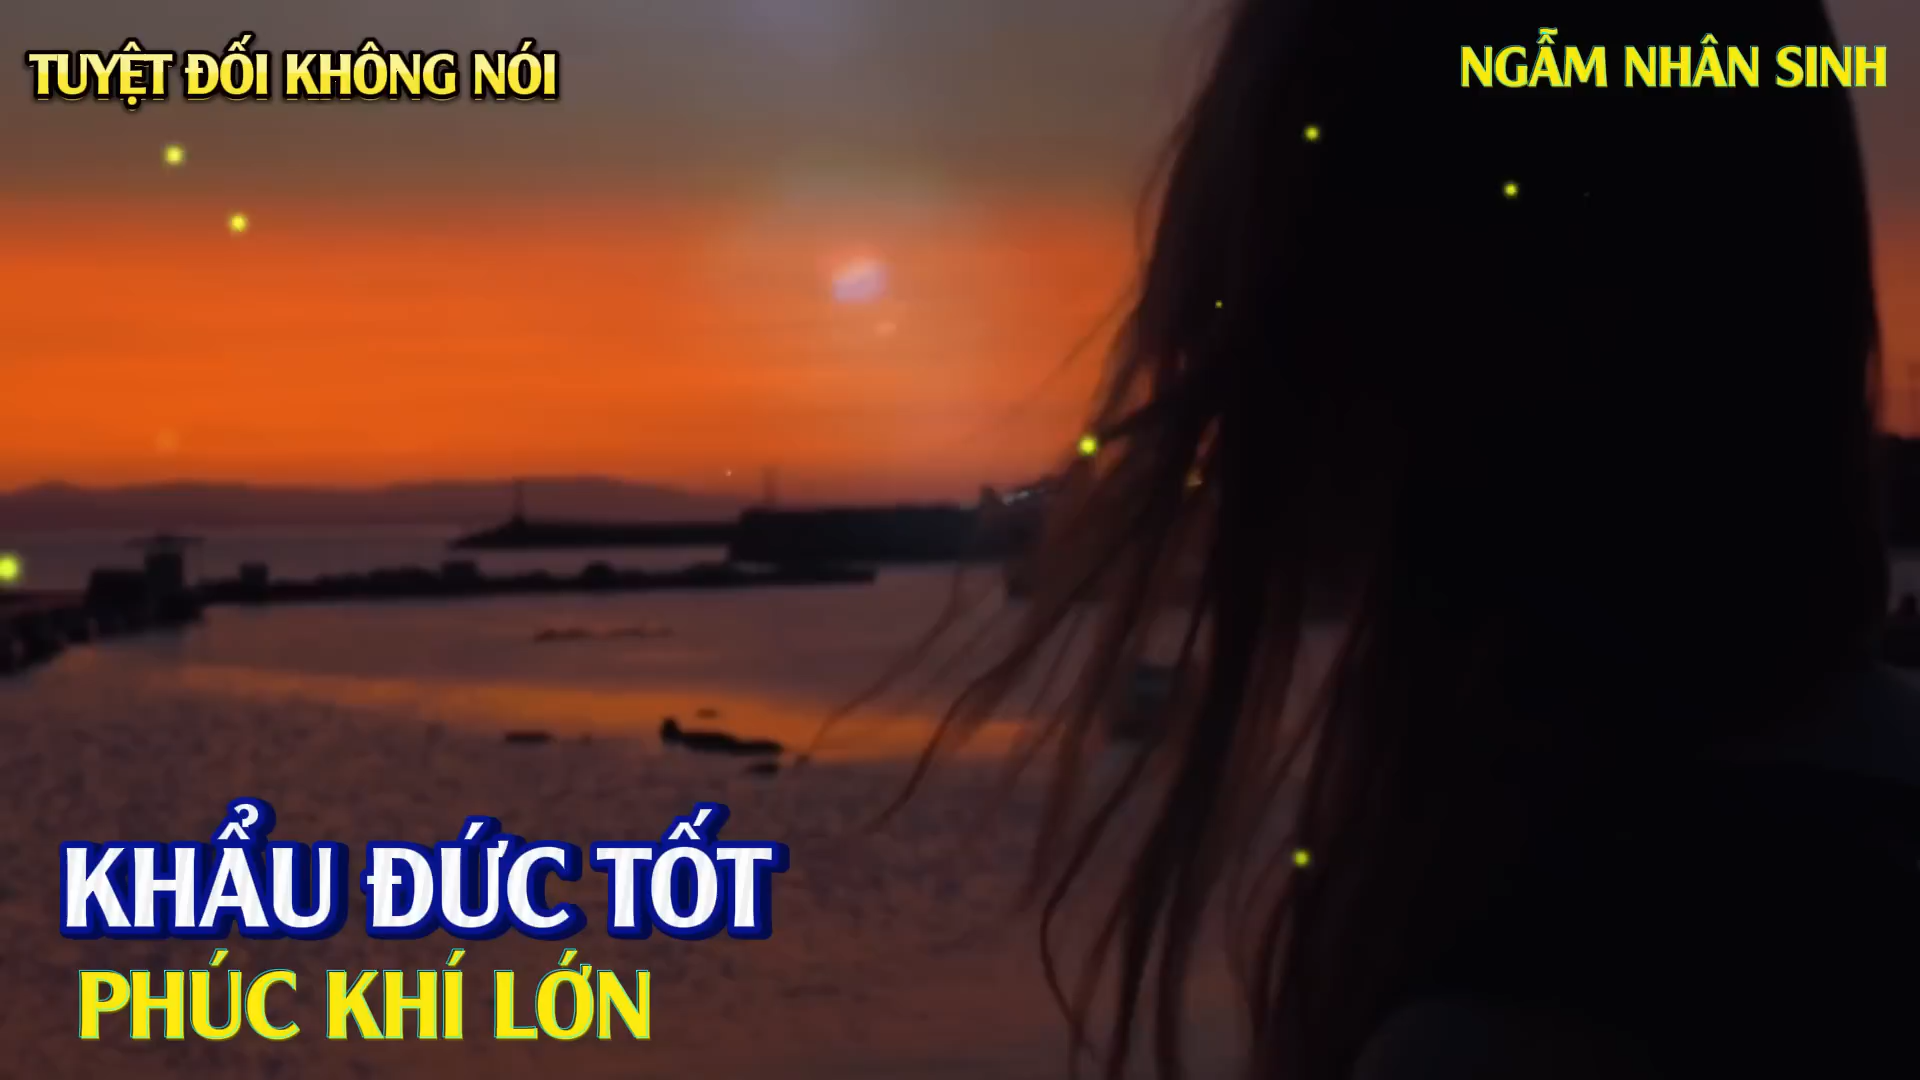 TUYỆT ĐỐI KHÔNG NÓI
NGẪM NHÂN SINH
KHẨU ĐỨC TỐT
PHÚC KHÍ LỚN